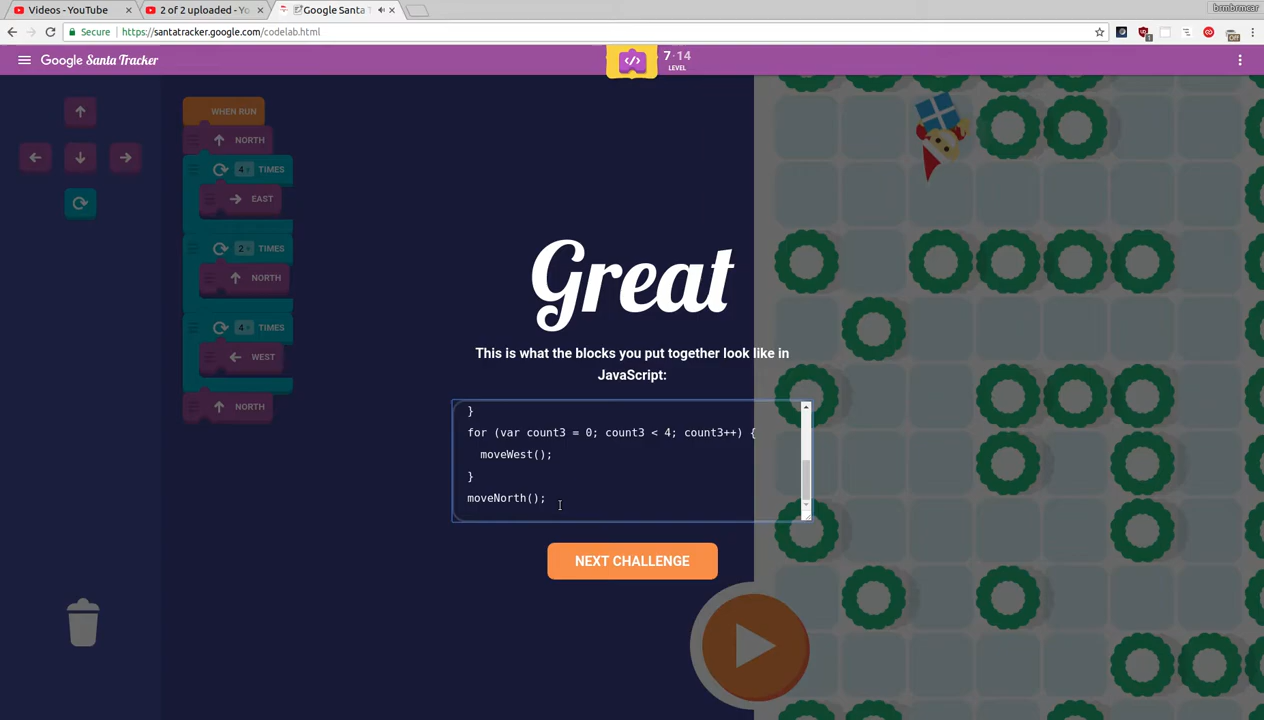 Videos - YouTube
2 of 2 uploaded - YouTub
Google Santa T
Secure
https://santatracker.google.com/codelab.html
Google Santa Tracker
7·14
LEVEL
WHEN RUN
NORTH
4 TIMES
EAST
2 TIMES
NORTH
4 TIMES
WEST
NORTH
Great
This is what the blocks you put together look like in
JavaScript:
}
for (var count3 = 0; count3 < 4; count3++) {
moveWest();
}
moveNorth();
NEXT CHALLENGE